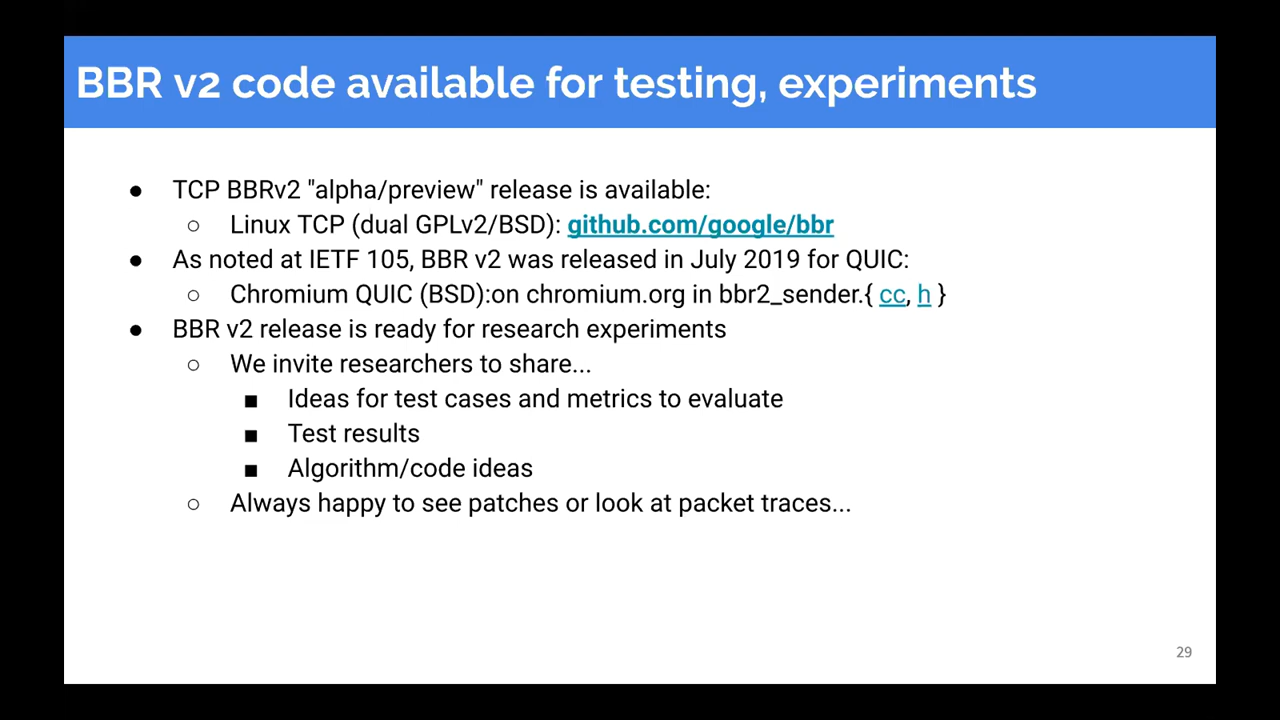 BBR v2 code available for testing, experiments
● TCP BBRv2 "alpha/preview" release is available:
○ Linux TCP (dual GPLv2/BSD): github.com/google/bbr
● As noted at IETF 105, BBR v2 was released in July 2019 for QUIC:
○ Chromium QUIC (BSD):on chromium.org in bbr2_sender.{ cc, h }
● BBR v2 release is ready for research experiments
○ We invite researchers to share...
■ Ideas for test cases and metrics to evaluate
■ Test results
■ Algorithm/code ideas
○ Always happy to see patches or look at packet traces...
29